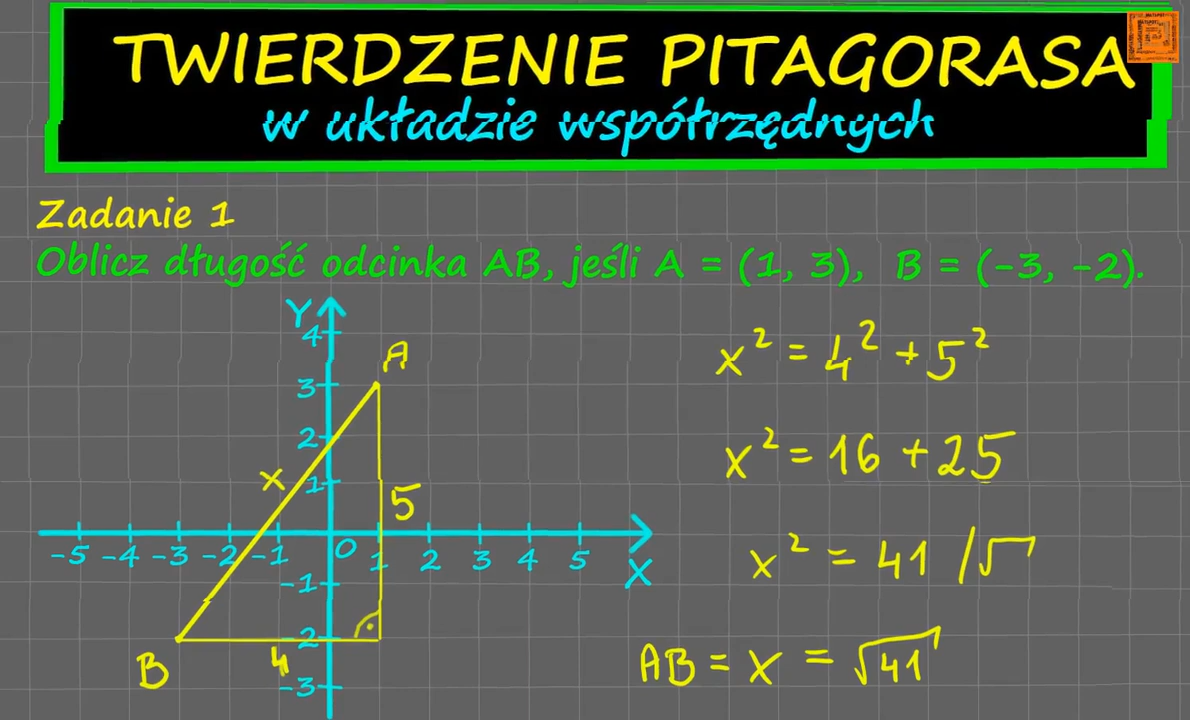 TWIERDZENIE PITAGORASA
w układzie współrzędnych
Zadanie 1
Oblicz długość odcinka AB, jeśli A = (1, 3), B = (-3, -2).
Y
4
A
3
2
x
1
5
-5 -4 -3 -2 -1 0 1 2 3 4 5 X
-1
-2
B
4
-3
x² = 4² + 5²
x² = 16 + 25
x² = 41 /√
AB = x = √41